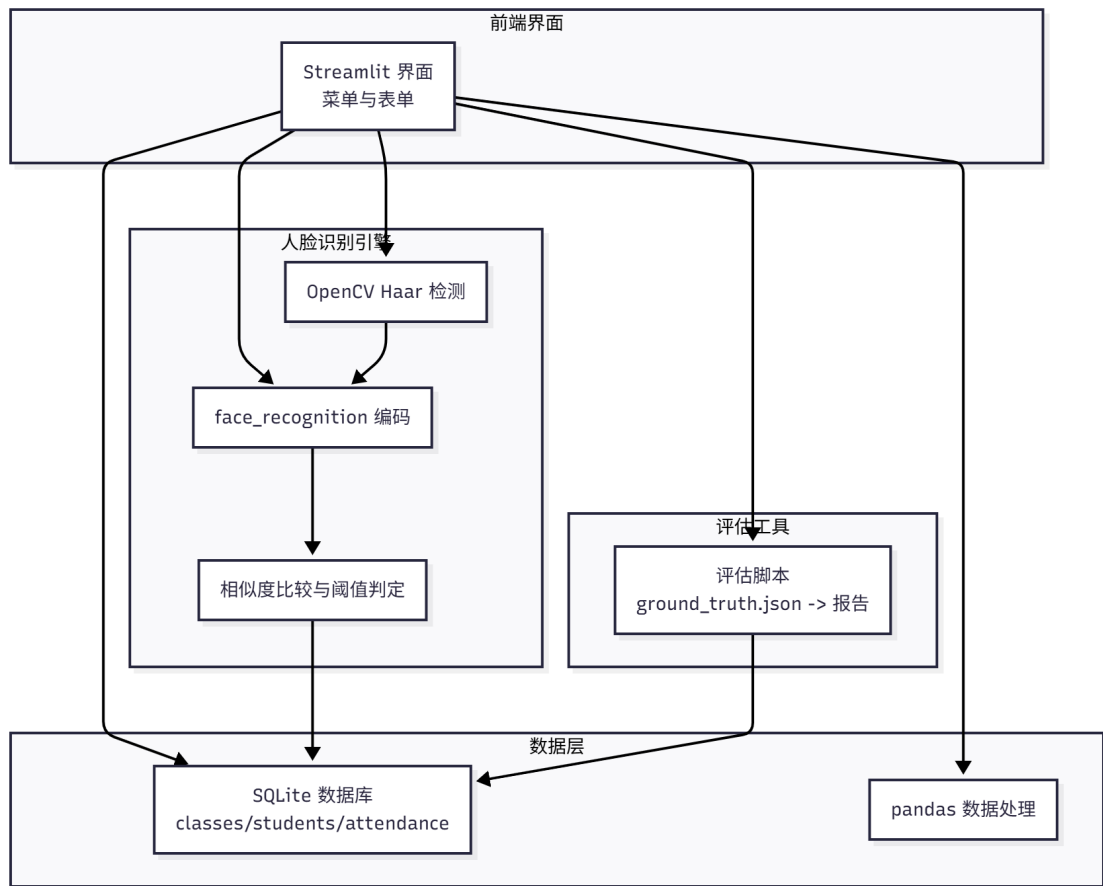 前端界面
Streamlit 界面
菜单与表单
人脸识别引擎
OpenCV Haar 检测
face_recognition 编码
相似度比较与阈值判定
评估工具
评估脚本
ground_truth.json -> 报告
数据层
SQLite 数据库
classes/students/attendance
pandas 数据处理